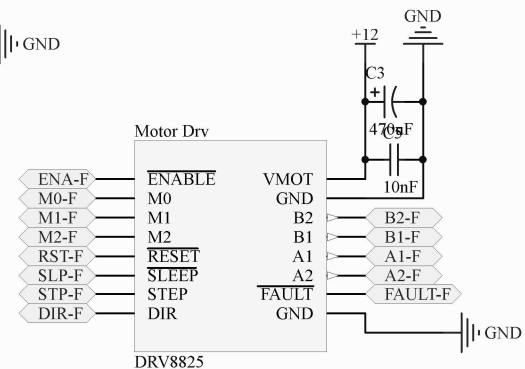 GND
+12
GND
C3
+
470uF
C5
10nF
Motor Drv
ENA-F ENABLE VMOT
M0-F M0 GND
M1-F M1 B2 B2-F
M2-F M2 B1 B1-F
RST-F RESET A1 A1-F
SLP-F SLEEP A2 A2-F
STP-F STEP FAULT FAULT-F
DIR-F DIR GND
GND
DRV8825